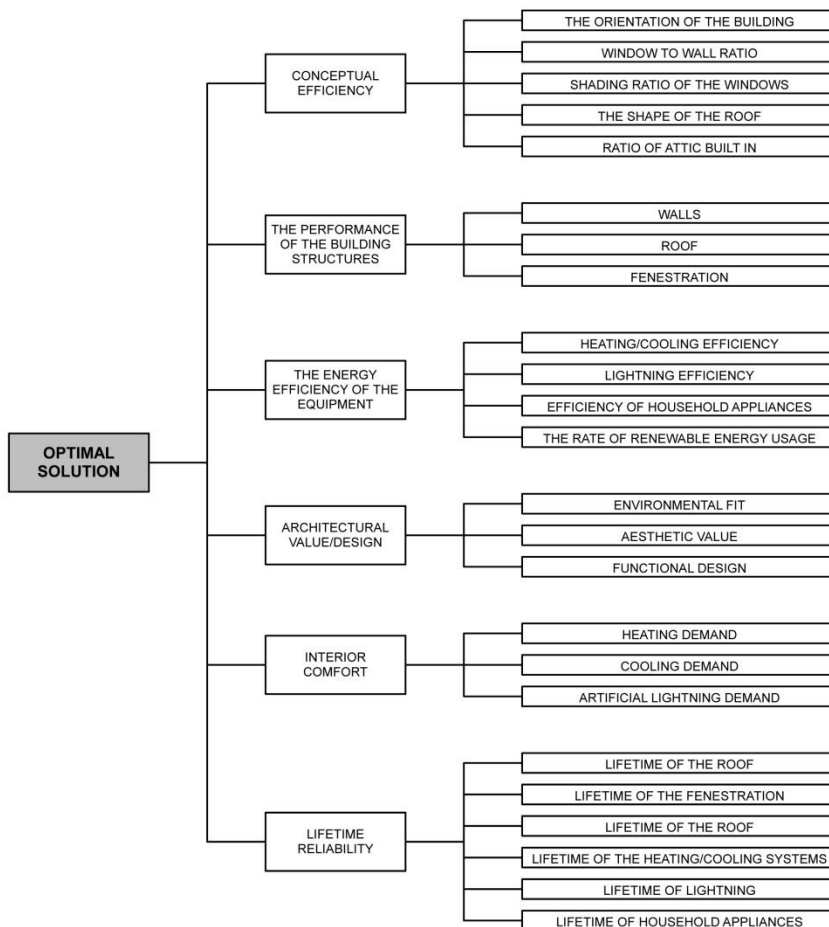 THE ORIENTATION OF THE BUILDING
WINDOW TO WALL RATIO
CONCEPTUAL
EFFICIENCY
SHADING RATIO OF THE WINDOWS
THE SHAPE OF THE ROOF
RATIO OF ATTIC BUILT IN
WALLS
THE PERFORMANCE
OF THE BUILDING
STRUCTURES
ROOF
FENESTRATION
HEATING/COOLING EFFICIENCY
LIGHTNING EFFICIENCY
THE ENERGY
EFFICIENCY OF THE
EQUIPMENT
EFFICIENCY OF HOUSEHOLD APPLIANCES
THE RATE OF RENEWABLE ENERGY USAGE
OPTIMAL
SOLUTION
ENVIRONMENTAL FIT
ARCHITECTURAL
VALUE/DESIGN
AESTHETIC VALUE
FUNCTIONAL DESIGN
HEATING DEMAND
INTERIOR
COMFORT
COOLING DEMAND
ARTIFICIAL LIGHTNING DEMAND
LIFETIME OF THE ROOF
LIFETIME OF THE FENESTRATION
LIFETIME OF THE ROOF
LIFETIME
RELIABILITY
LIFETIME OF THE HEATING/COOLING SYSTEMS
LIFETIME OF LIGHTNING
LIFETIME OF HOUSEHOLD APPLIANCES